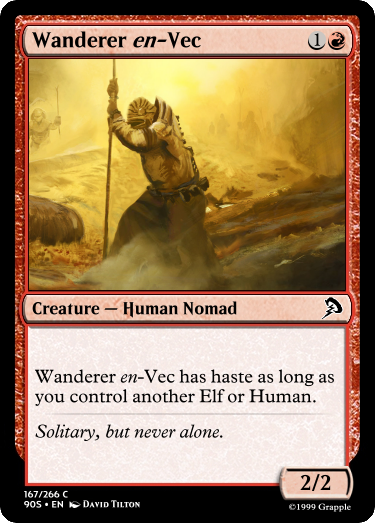 Wanderer en-Vec
1
Creature — Human Nomad
Wanderer en-Vec has haste as long as
you control another Elf or Human.
Solitary, but never alone.
2/2
167/266 C
90S • EN David Tilton
©1999 Grapple